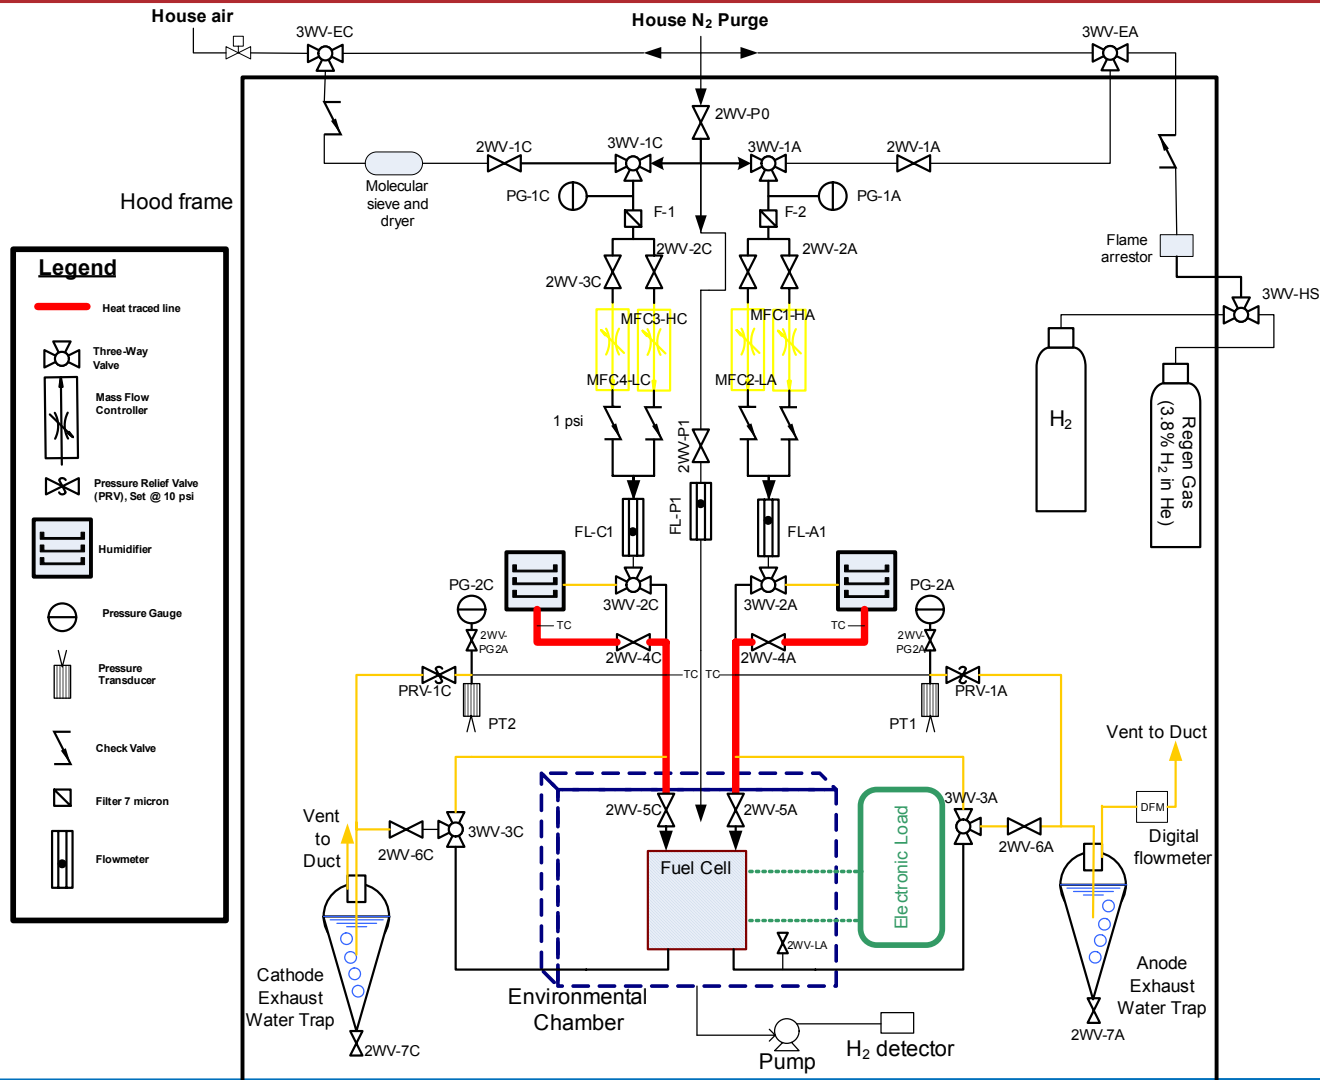 House air
House N₂ Purge
3WV-EC
3WV-EA
2WV-P0
2WV-1C
3WV-1C
3WV-1A
2WV-1A
Molecular
sieve and
dryer
Hood frame
PG-1C
PG-1A
F-1
F-2
Flame
arrestor
2WV-2C
2WV-2A
2WV-3C
3WV-HS
MFC3-HC
MFC1-HA
MFC4-LC
MFC2-LA
1 psi
2WV-P1
H₂
Regen Gas
(3.8% H₂ in He)
FL-C1
FL-P1
FL-A1
PG-2C
3WV-2C
3WV-2A
PG-2A
TC
TC
2WV-
PG2A
2WV-
PG2A
2WV-4C
2WV-4A
TC
TC
PRV-1C
PRV-1A
PT2
PT1
Vent to Duct
Vent
to
Duct
2WV-5C
2WV-5A
3WV-3A
DFM
3WV-3C
2WV-6C
2WV-6A
Digital
flowmeter
Fuel Cell
Electronic Load
2WV-LA
Cathode
Exhaust
Water Trap
Anode
Exhaust
Water Trap
Environmental
Chamber
2WV-7C
2WV-7A
Pump
H₂ detector
Legend
Heat traced line
Three-Way
Valve
Mass Flow
Controller
Pressure Relief Valve
(PRV), Set @ 10 psi
Humidifier
Pressure Gauge
Pressure
Transducer
Check Valve
Filter 7 micron
Flowmeter